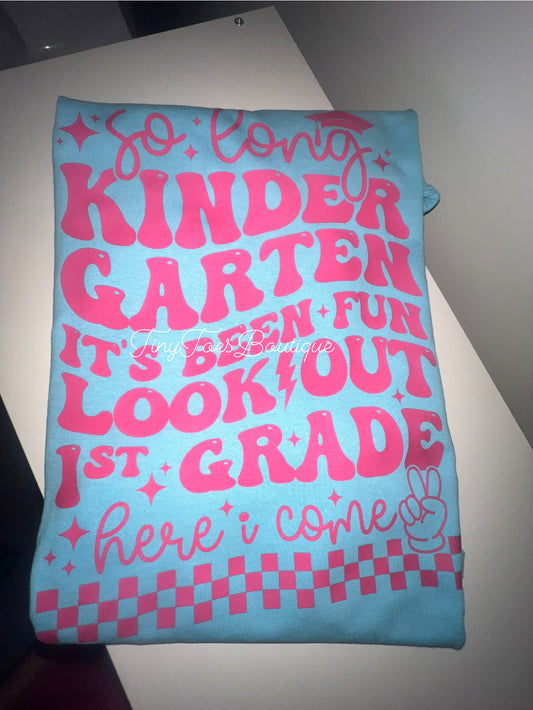 so long
KINDER
GARTEN
IT'S BEEN FUN
TinyToesBoutique
LOOK OUT
1ST GRADE
here i come